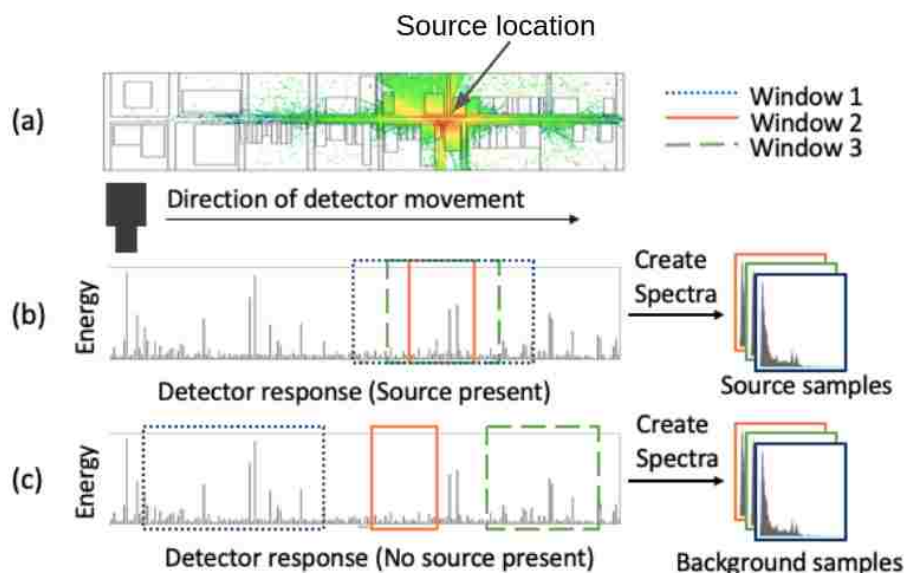 Source location
(a)
Window 1
Window 2
Window 3
Direction of detector movement
(b)
Energy
Create
Spectra
Detector response (Source present)
Source samples
(c)
Energy
Create
Spectra
Detector response (No source present)
Background samples